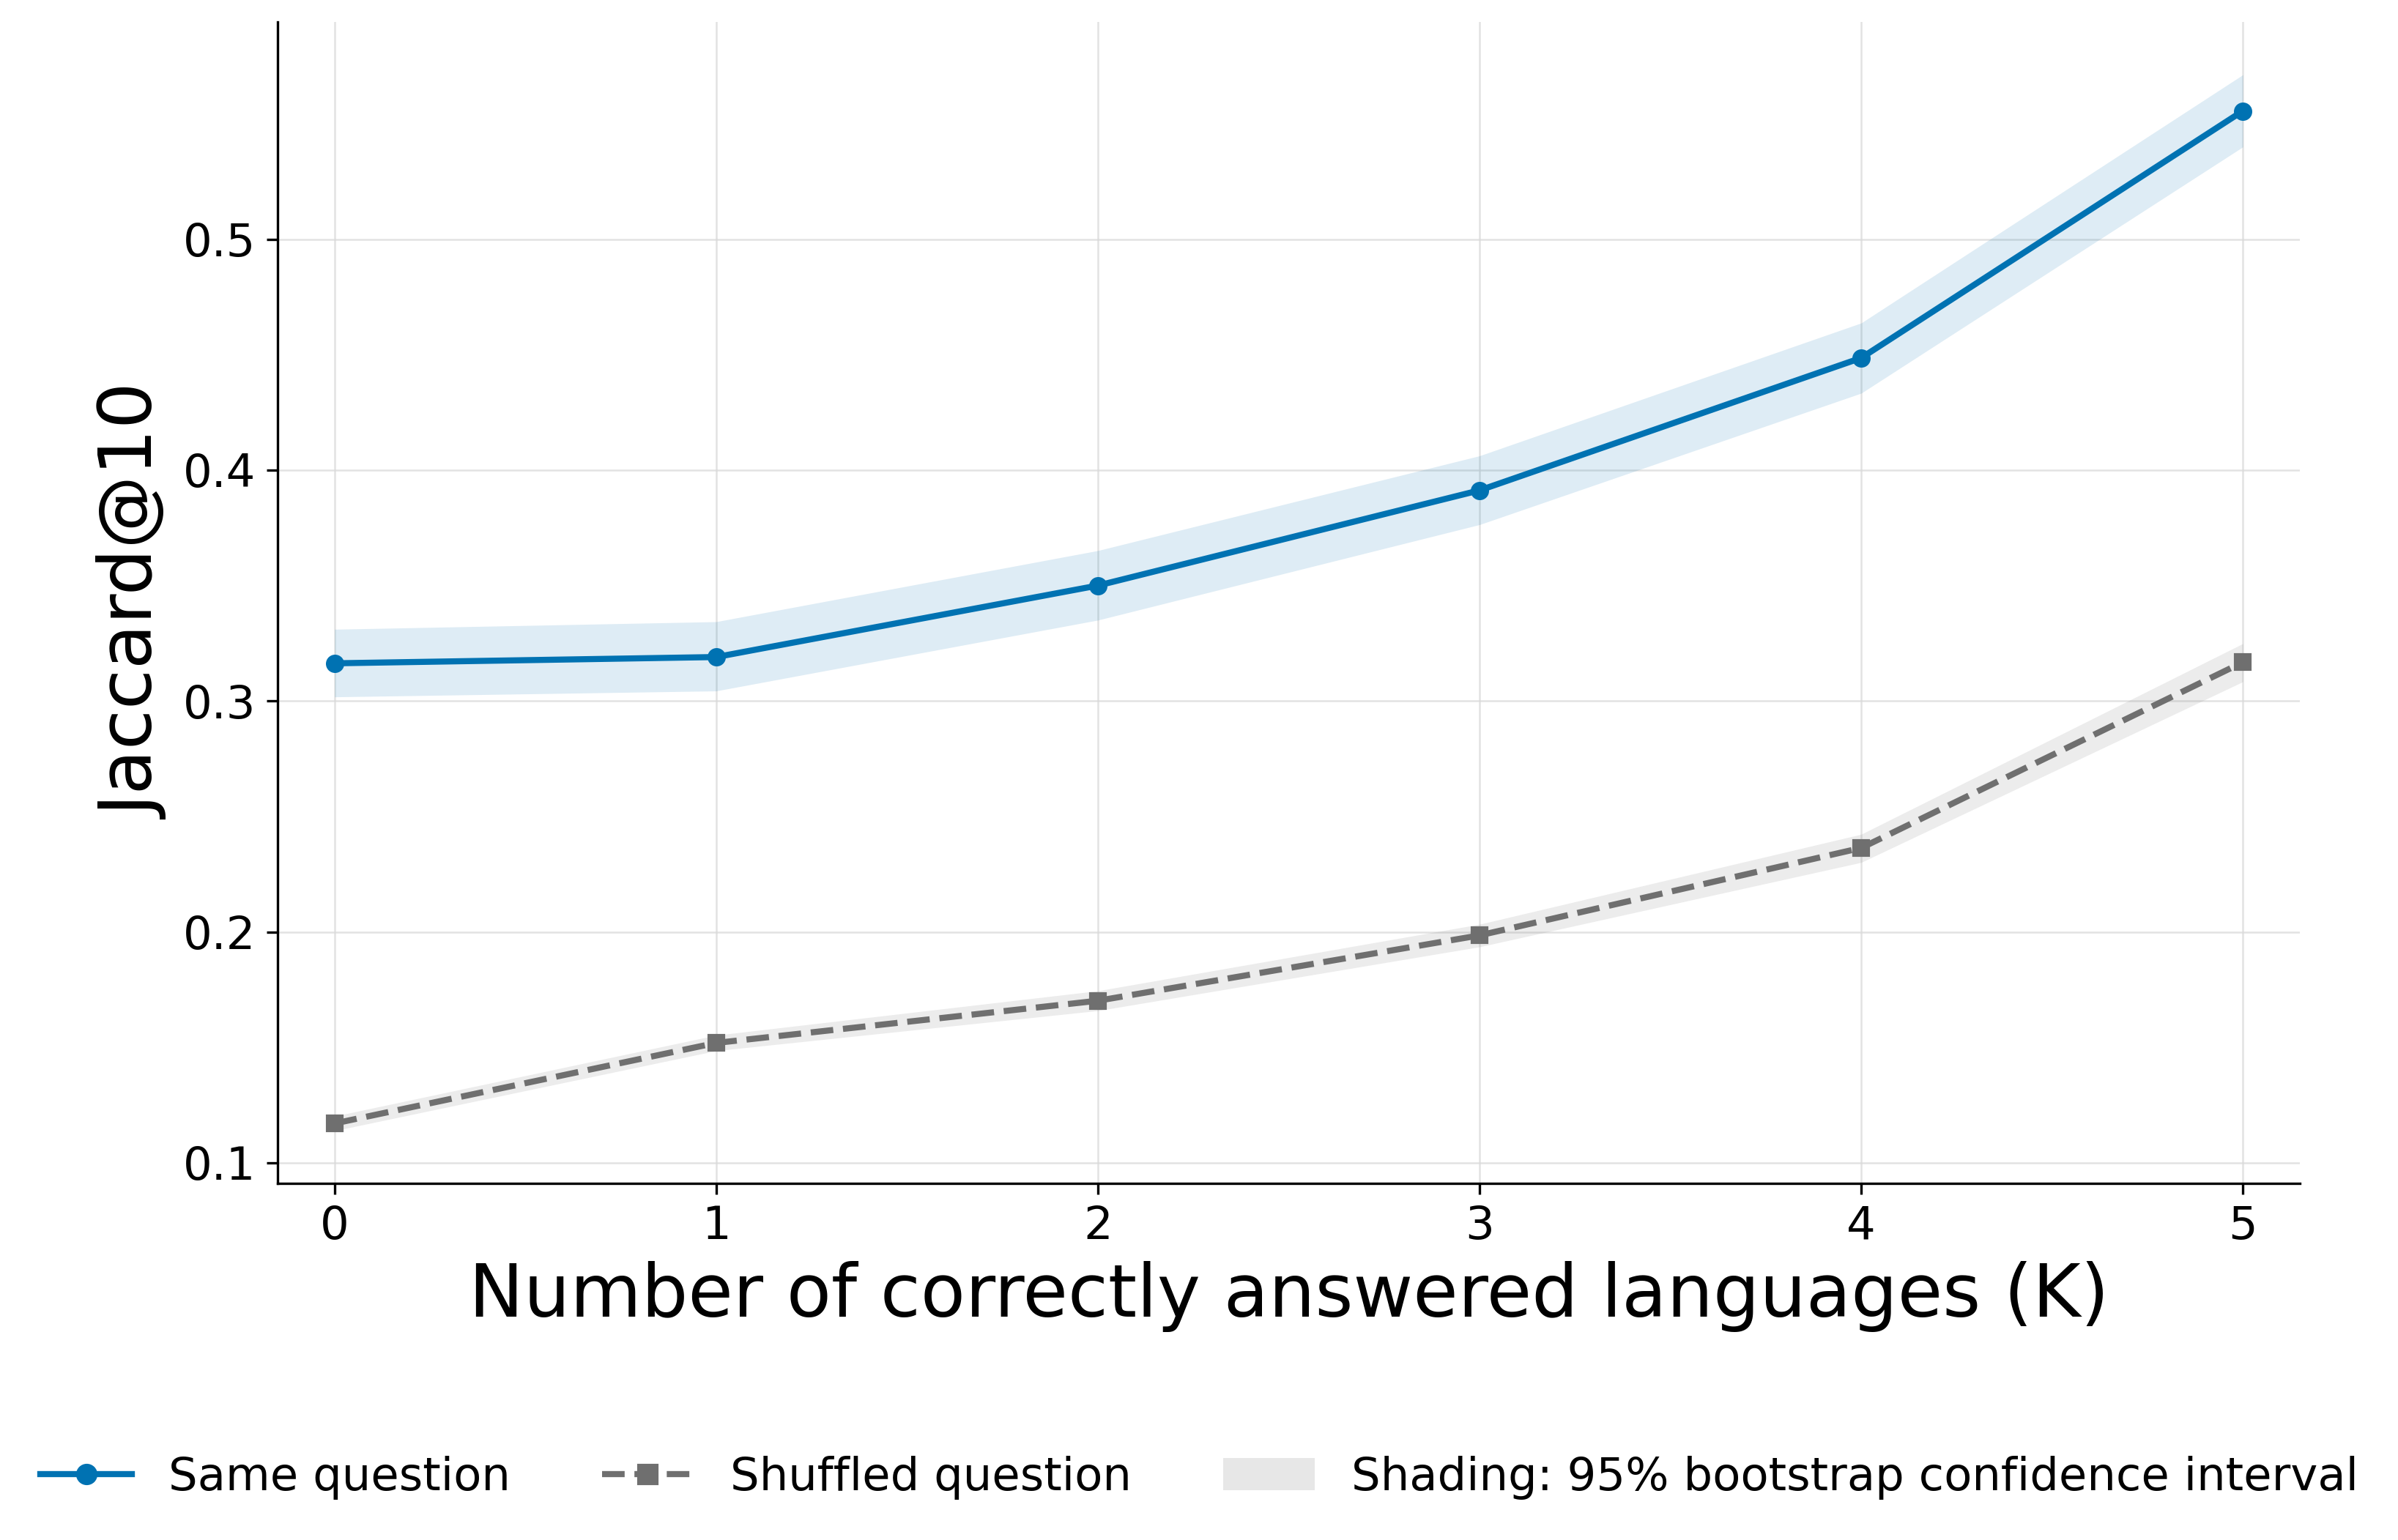 Jaccard@10
0.5
0.4
0.3
0.2
0.1
0 1 2 3 4 5
Number of correctly answered languages (K)
Same question Shuffled question Shading: 95% bootstrap confidence interval